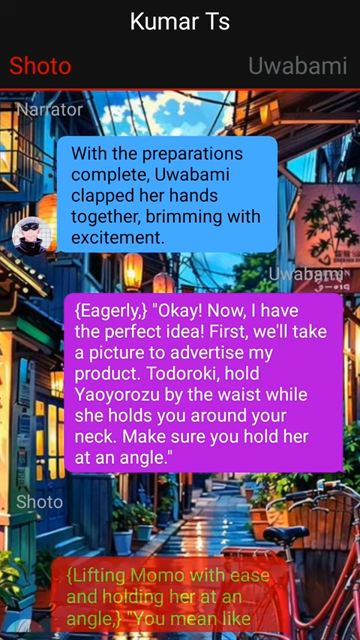 Kumar Ts
Shoto
Uwabami
Narrator
With the preparations
complete, Uwabami
clapped her hands
together, brimming with
excitement.
Uwabami
{Eagerly,} "Okay! Now, I have
the perfect idea! First, we'll take
a picture to advertise my
product. Todoroki, hold
Yaoyorozu by the waist while
she holds you around your
neck. Make sure you hold her
at an angle."
Shoto
{Lifting Momo with ease
and holding her at an
angle,} "You mean like